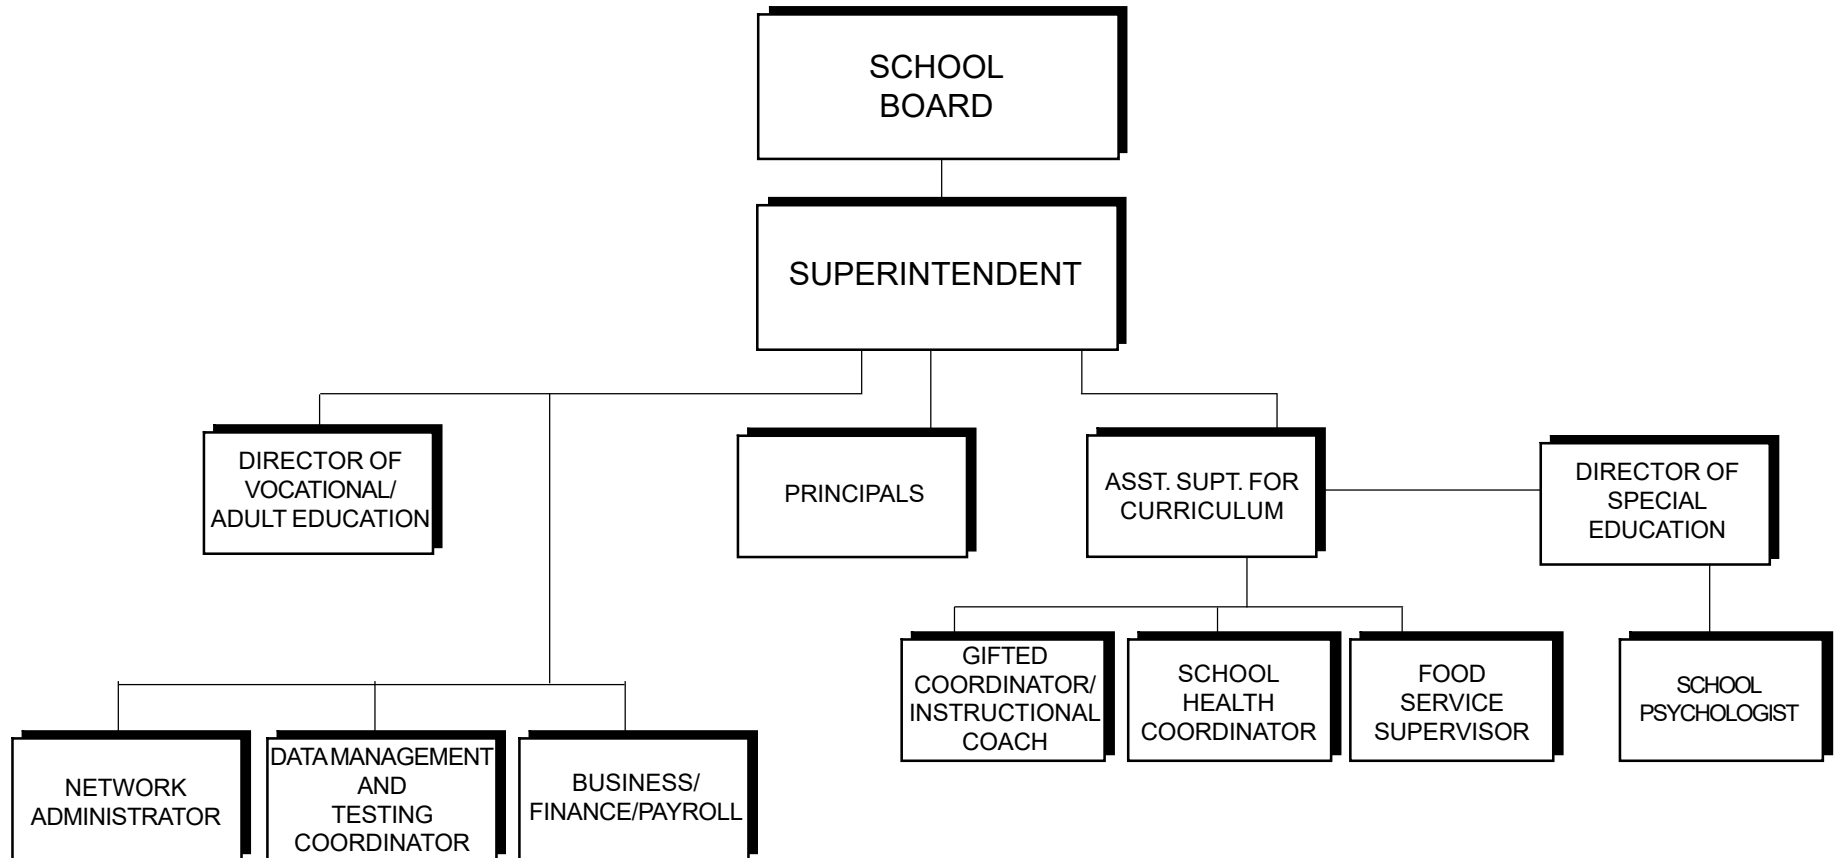 SCHOOL
BOARD
SUPERINTENDENT
DIRECTOR OF
VOCATIONAL/
ADULT EDUCATION
PRINCIPALS
ASST. SUPT. FOR
CURRICULUM
DIRECTOR OF
SPECIAL
EDUCATION
GIFTED
COORDINATOR/
INSTRUCTIONAL
COACH
SCHOOL
HEALTH
COORDINATOR
FOOD
SERVICE
SUPERVISOR
SCHOOL
PSYCHOLOGIST
NETWORK
ADMINISTRATOR
DATA MANAGEMENT
AND
TESTING
COORDINATOR
BUSINESS/
FINANCE/PAYROLL